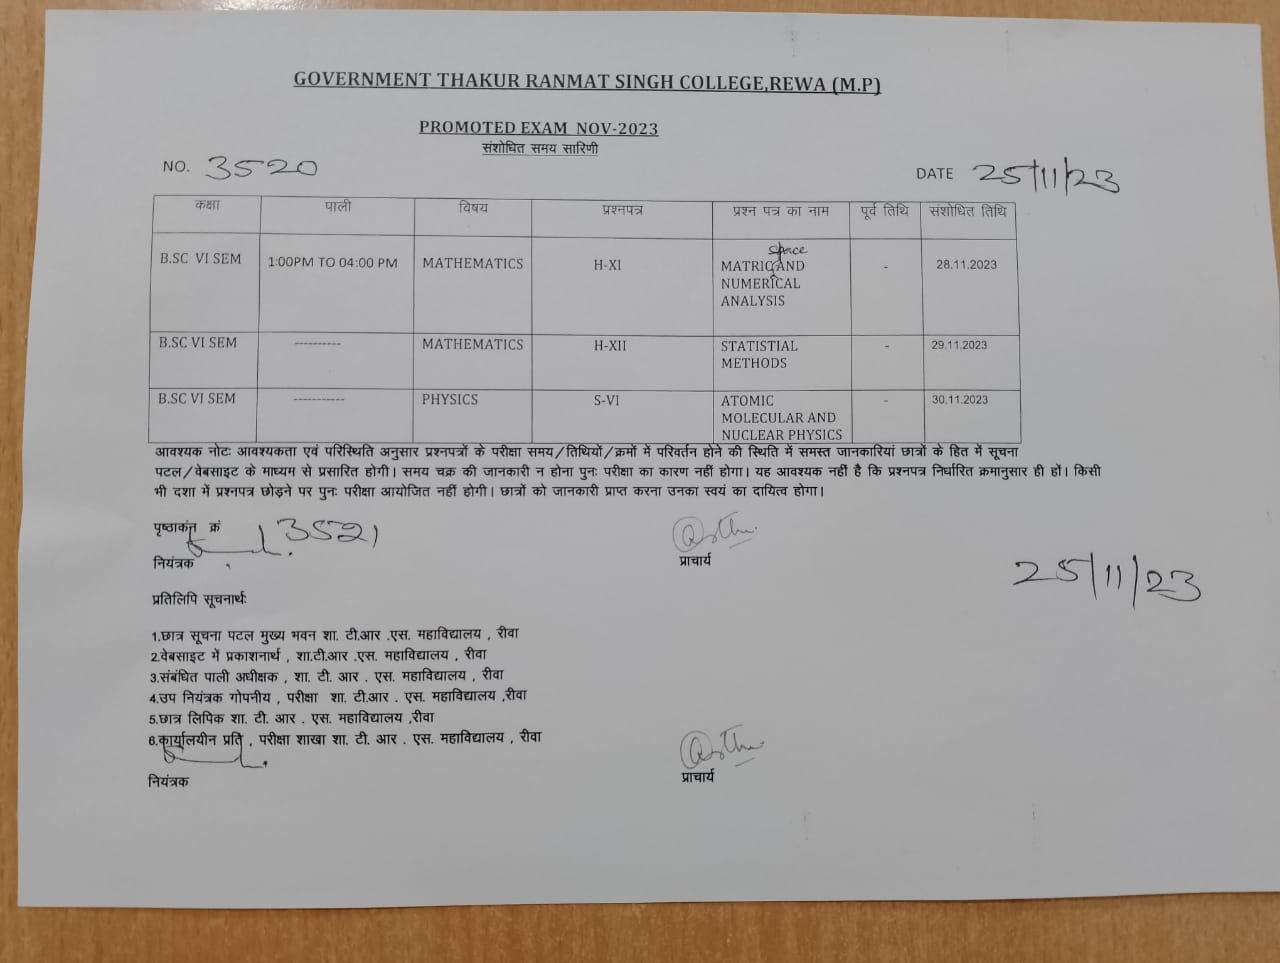 GOVERNMENT THAKUR RANMAT SINGH COLLEGE,REWA (M.P)
PROMOTED EXAM NOV-2023
संशोधित समय सारिणी
NO. 3520
DATE 25/11/23
कक्षा पाली विषय प्रश्नपत्र प्रश्न पत्र का नाम पूर्व तिथि संशोधित तिथि
space
B.SC VI SEM 1:00PM TO 04:00 PM MATHEMATICS H-XI MATRIC AND - 28.11.2023
NUMERICAL
ANALYSIS
B.SC VI SEM ---------- MATHEMATICS H-XII STATISTIAL - 29.11.2023
METHODS
B.SC VI SEM ----------- PHYSICS S-VI ATOMIC - 30.11.2023
MOLECULAR AND
NUCLEAR PHYSICS
आवश्यक नोटः आवश्यकता एवं परिस्थिति अनुसार प्रश्नपत्रों के परीक्षा समय/तिथियों/क्रमों में परिवर्तन होने की स्थिति में समस्त जानकारियां छात्रों के हित में सूचना
पटल/वेबसाइट के माध्यम से प्रसारित होगी। समय चक्र की जानकारी न होना पुनः परीक्षा का कारण नहीं होगा। यह आवश्यक नहीं है कि प्रश्नपत्र निर्धारित क्रमानुसार ही हों। किसी
भी दशा में प्रश्नपत्र छोड़ने पर पुनः परीक्षा आयोजित नहीं होगी। छात्रों को जानकारी प्राप्त करना उनका स्वयं का दायित्व होगा।
पृष्ठाकंन क्रं 3521
नियंत्रक प्राचार्य 25/11/23
प्रतिलिपि सूचनार्थः
1.छात्र सूचना पटल मुख्य भवन शा. टी.आर .एस. महाविद्यालय , रीवा
2.वेबसाइट में प्रकाशनार्थ , शा.टी.आर .एस. महाविद्यालय , रीवा
3.संबंधित पाली अधीक्षक , शा. टी. आर . एस. महाविद्यालय , रीवा
4.उप नियंत्रक गोपनीय , परीक्षा शा. टी.आर . एस. महाविद्यालय ,रीवा
5.छात्र लिपिक शा. टी. आर . एस. महाविद्यालय ,रीवा
6.कार्यालयीन प्रति , परीक्षा शाखा शा. टी. आर . एस. महाविद्यालय , रीवा
नियंत्रक प्राचार्य